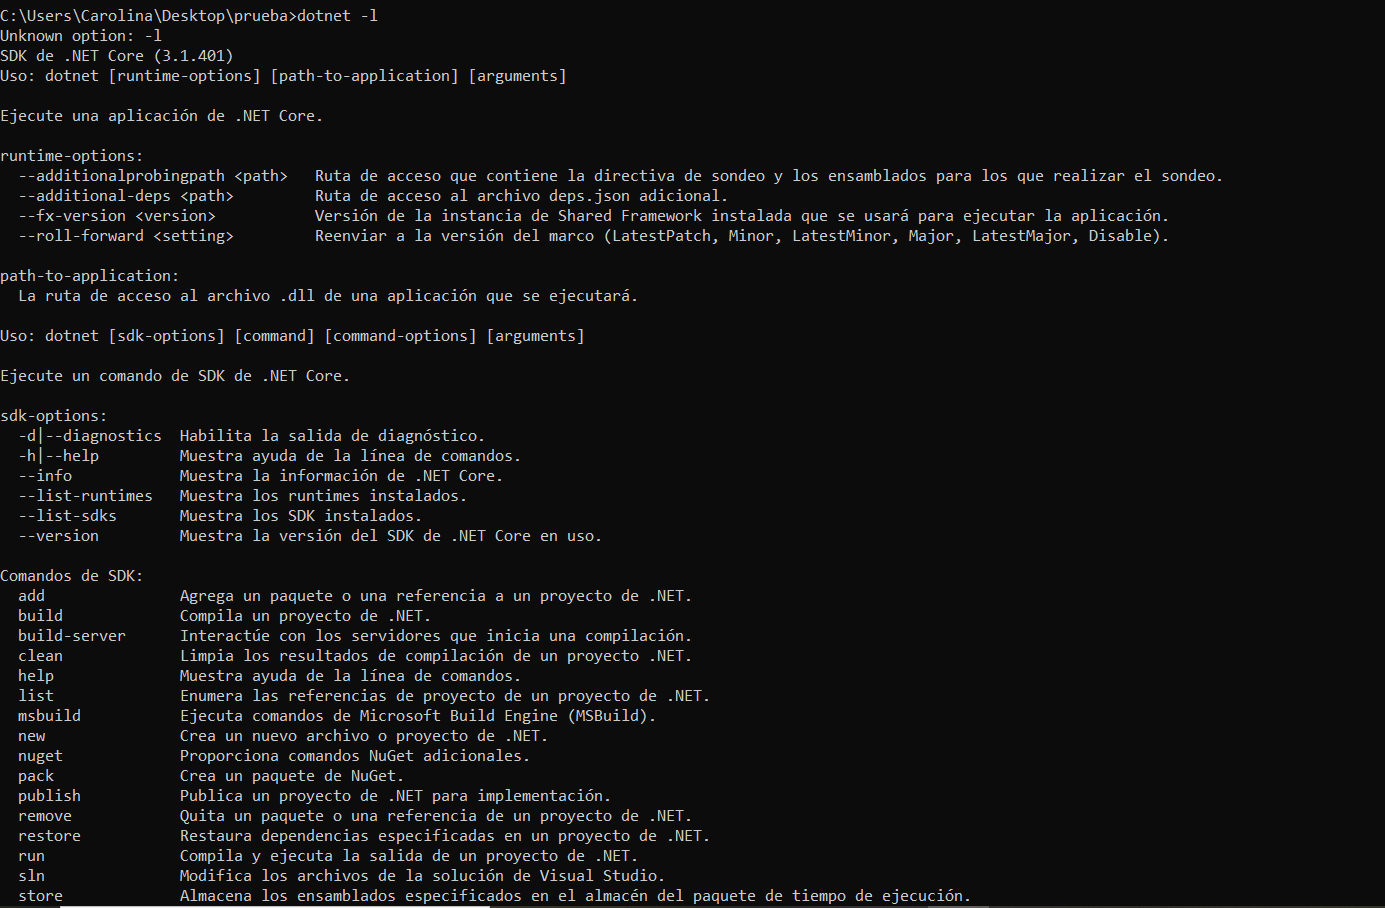 C:\Users\Carolina\Desktop\prueba>dotnet -l
Unknown option: -l
SDK de .NET Core (3.1.401)
Uso: dotnet [runtime-options] [path-to-application] [arguments]
Ejecute una aplicación de .NET Core.
runtime-options:
--additionalprobingpath <path>   Ruta de acceso que contiene la directiva de sondeo y los ensamblados para los que realizar el sondeo.
--additional-deps <path>         Ruta de acceso al archivo deps.json adicional.
--fx-version <version>           Versión de la instancia de Shared Framework instalada que se usará para ejecutar la aplicación.
--roll-forward <setting>         Reenviar a la versión del marco (LatestPatch, Minor, LatestMinor, Major, LatestMajor, Disable).
path-to-application:
La ruta de acceso al archivo .dll de una aplicación que se ejecutará.
Uso: dotnet [sdk-options] [command] [command-options] [arguments]
Ejecute un comando de SDK de .NET Core.
sdk-options:
-d|--diagnostics  Habilita la salida de diagnóstico.
-h|--help         Muestra ayuda de la línea de comandos.
--info            Muestra la información de .NET Core.
--list-runtimes   Muestra los runtimes instalados.
--list-sdks       Muestra los SDK instalados.
--version         Muestra la versión del SDK de .NET Core en uso.
Comandos de SDK:
add               Agrega un paquete o una referencia a un proyecto de .NET.
build             Compila un proyecto de .NET.
build-server      Interactúe con los servidores que inicia una compilación.
clean             Limpia los resultados de compilación de un proyecto .NET.
help              Muestra ayuda de la línea de comandos.
list              Enumera las referencias de proyecto de un proyecto de .NET.
msbuild           Ejecuta comandos de Microsoft Build Engine (MSBuild).
new               Crea un nuevo archivo o proyecto de .NET.
nuget             Proporciona comandos NuGet adicionales.
pack              Crea un paquete de NuGet.
publish           Publica un proyecto de .NET para implementación.
remove            Quita un paquete o una referencia de un proyecto de .NET.
restore           Restaura dependencias especificadas en un proyecto de .NET.
run               Compila y ejecuta la salida de un proyecto de .NET.
sln               Modifica los archivos de la solución de Visual Studio.
store             Almacena los ensamblados especificados en el almacén del paquete de tiempo de ejecución.